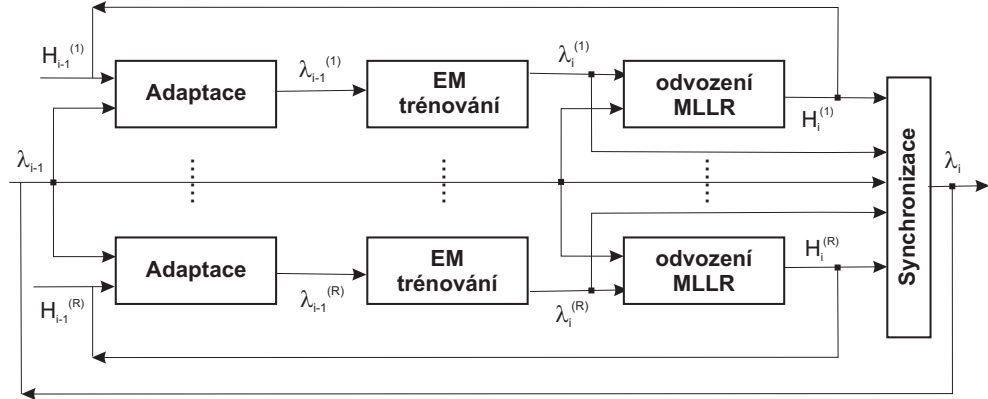 H_{i-1}^{(1)}
Adaptace
λ_{i-1}^{(1)}
EM
trénování
λ_i^{(1)}
odvození
MLLR
H_i^{(1)}
λ_{i-1}
Synchronizace
λ_i
H_{i-1}^{(R)}
Adaptace
λ_{i-1}^{(R)}
EM
trénování
λ_i^{(R)}
odvození
MLLR
H_i^{(R)}